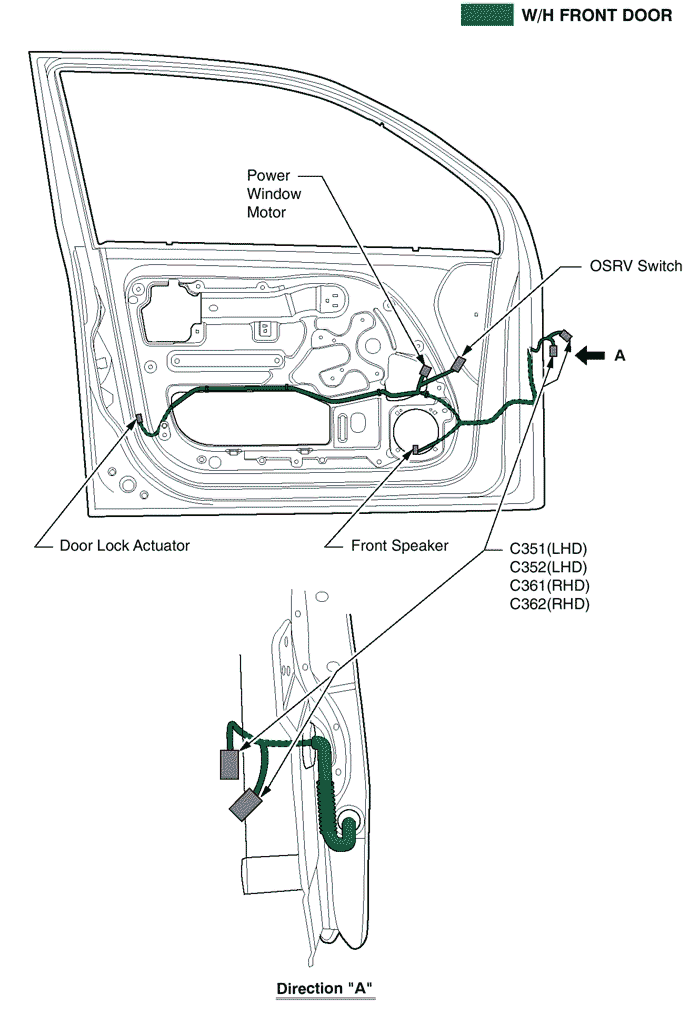 W/H FRONT DOOR
Power
Window
Motor
OSRV Switch
A
Door Lock Actuator
Front Speaker
C351(LHD)
C352(LHD)
C361(RHD)
C362(RHD)
Direction "A"